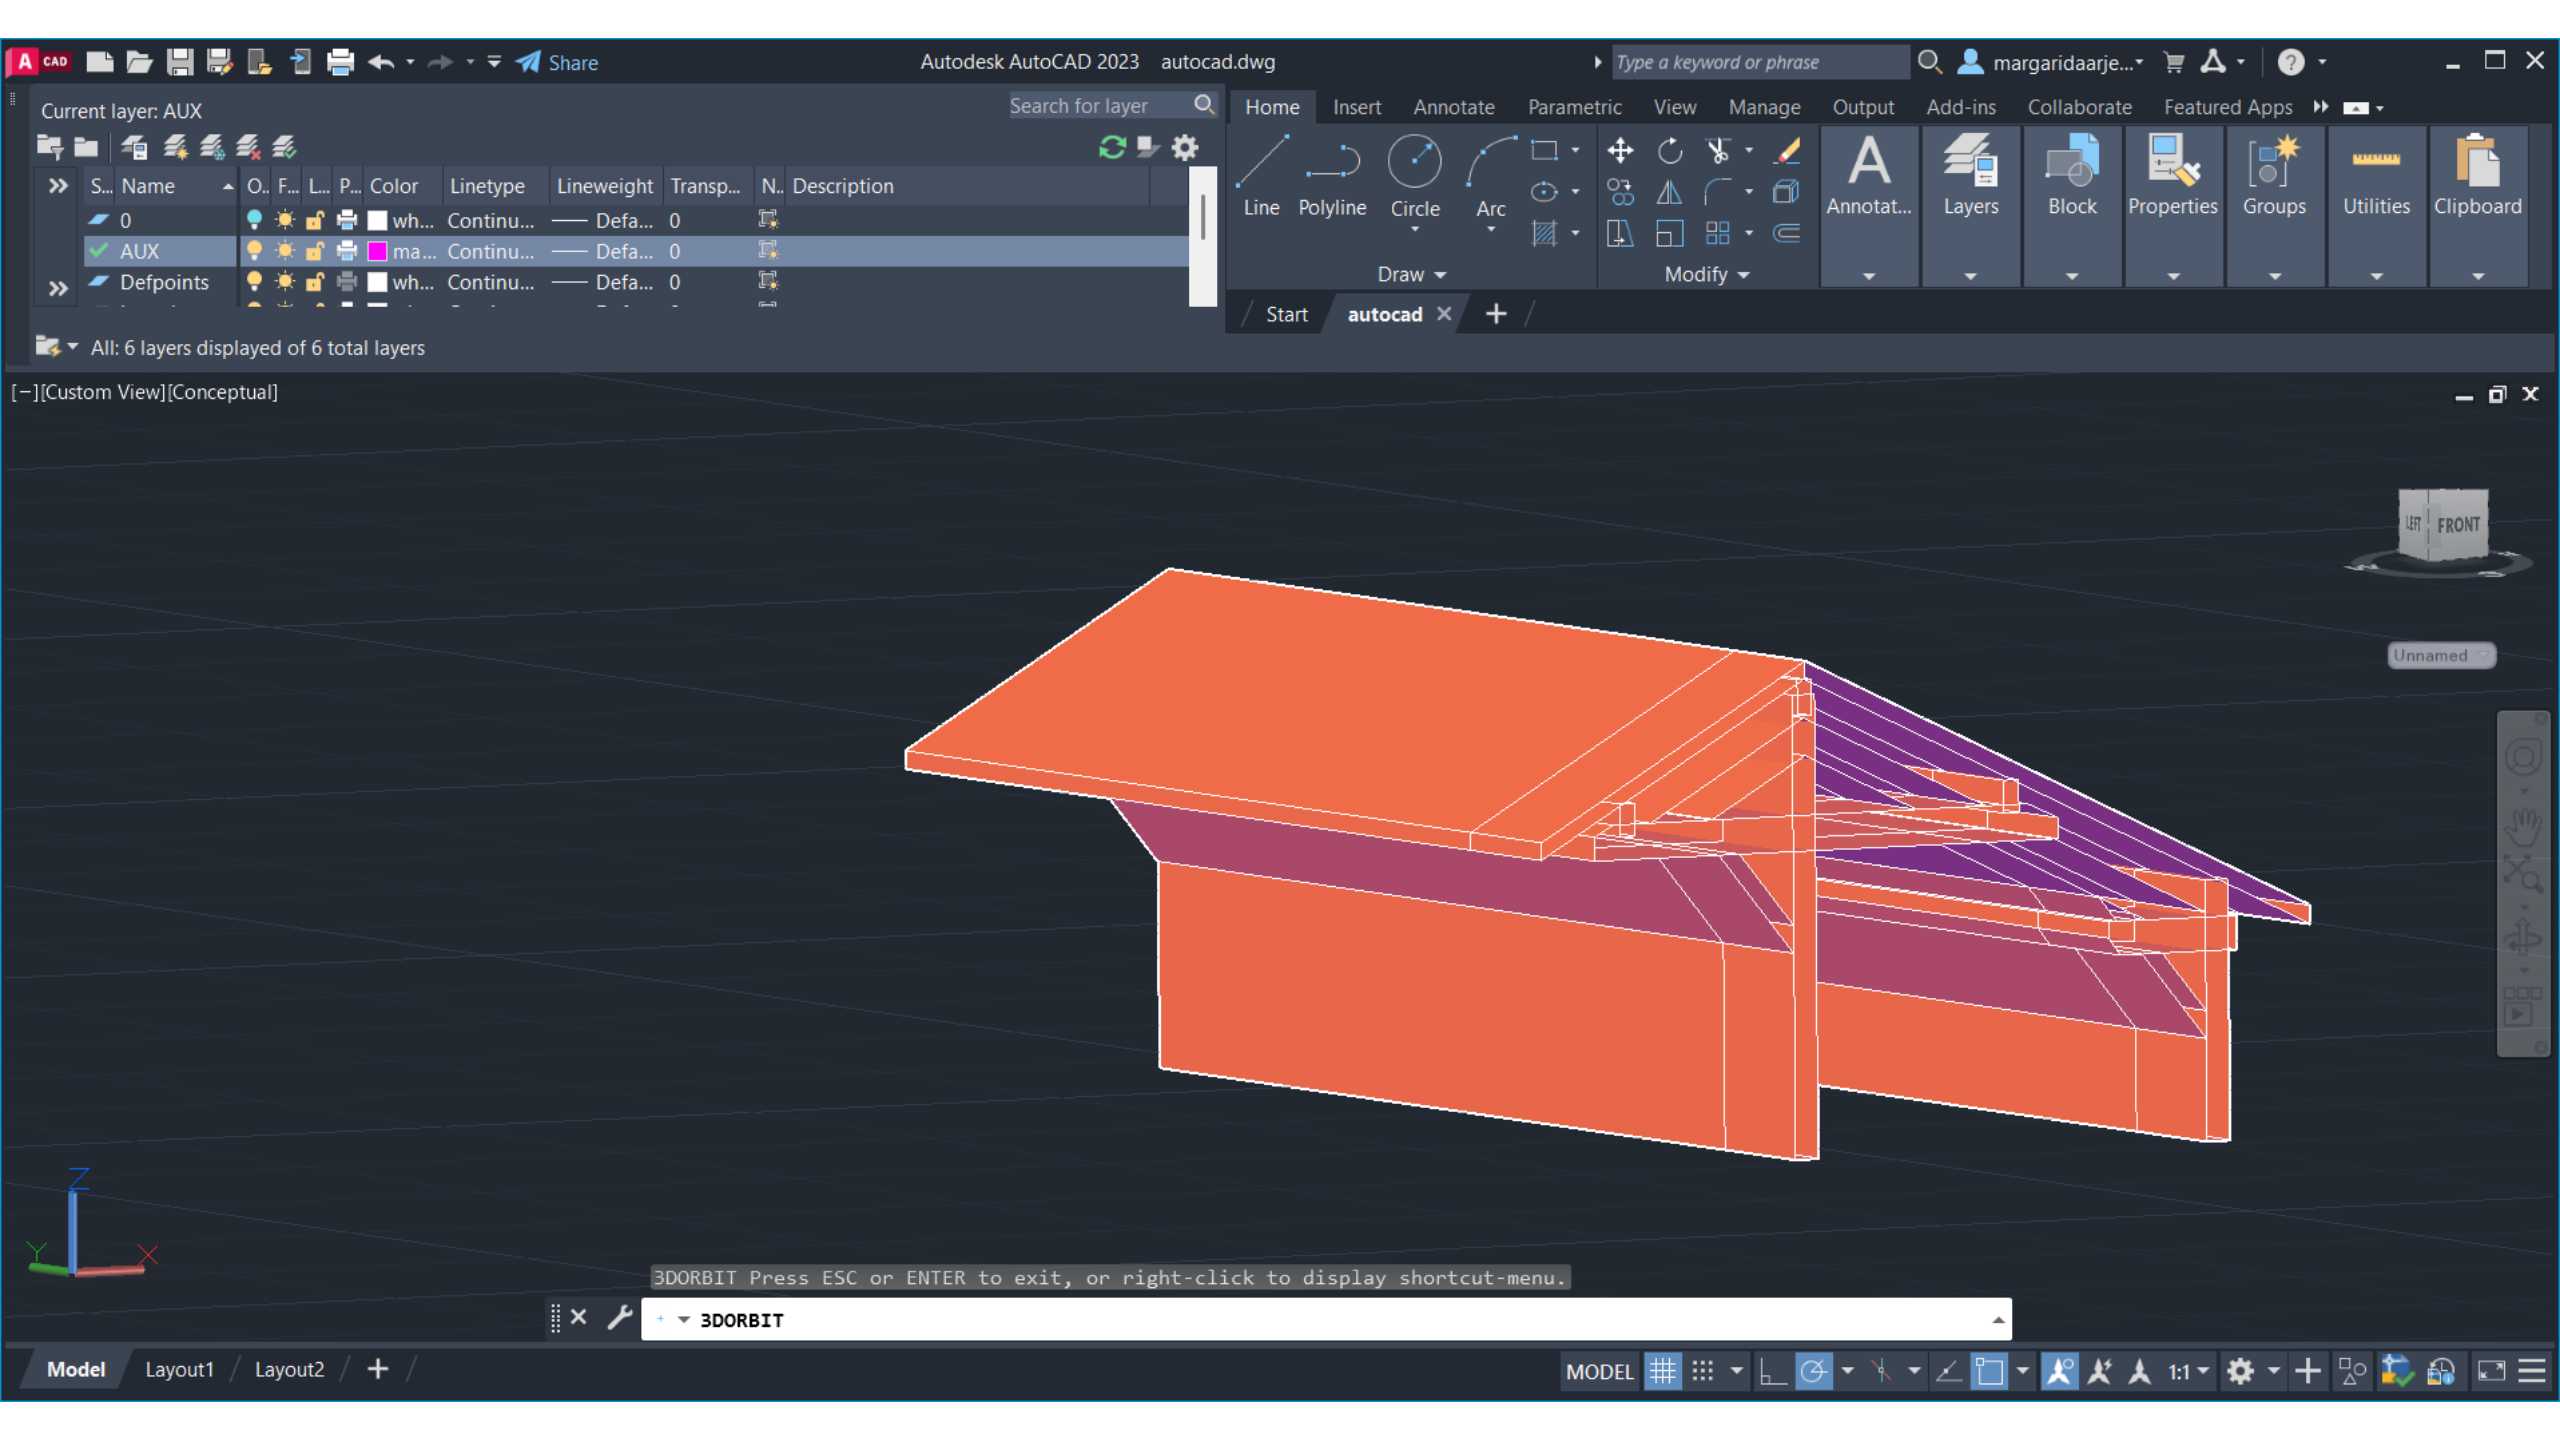 A CAD Share Autodesk AutoCAD 2023 autocad.dwg Type a keyword or phrase margaridaarje... ?
Current layer: AUX Search for layer
Home Insert Annotate Parametric View Manage Output Add-ins Collaborate Featured Apps
S... Name O.. F... L... P... Color Linetype Lineweight Transp... N.. Description
0 wh... Continu... Defa... 0
AUX ma... Continu... Defa... 0
Defpoints wh... Continu... Defa... 0
All: 6 layers displayed of 6 total layers
Line Polyline Circle Arc
Draw
Modify
A
Annotat... Layers Block Properties Groups Utilities Clipboard
Start autocad +
[−][Custom View][Conceptual]
LEFT FRONT
Unnamed
Z
Y X
3DORBIT Press ESC or ENTER to exit, or right-click to display shortcut-menu.
3DORBIT
Model Layout1 Layout2 + MODEL 1:1